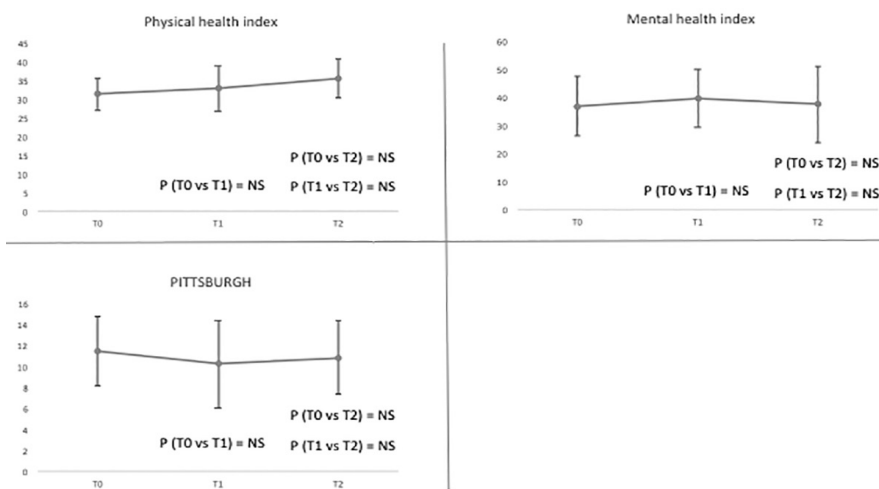 Physical health index
45
40
35
30
25
20
15
10
5
0
P (T0 vs T2) = NS
P (T0 vs T1) = NS
P (T1 vs T2) = NS
T0 T1 T2
Mental health index
60
50
40
30
20
10
0
P (T0 vs T2) = NS
P (T0 vs T1) = NS
P (T1 vs T2) = NS
T0 T1 T2
PITTSBURGH
16
14
12
10
8
6
4
2
0
P (T0 vs T2) = NS
P (T0 vs T1) = NS
P (T1 vs T2) = NS
T0 T1 T2